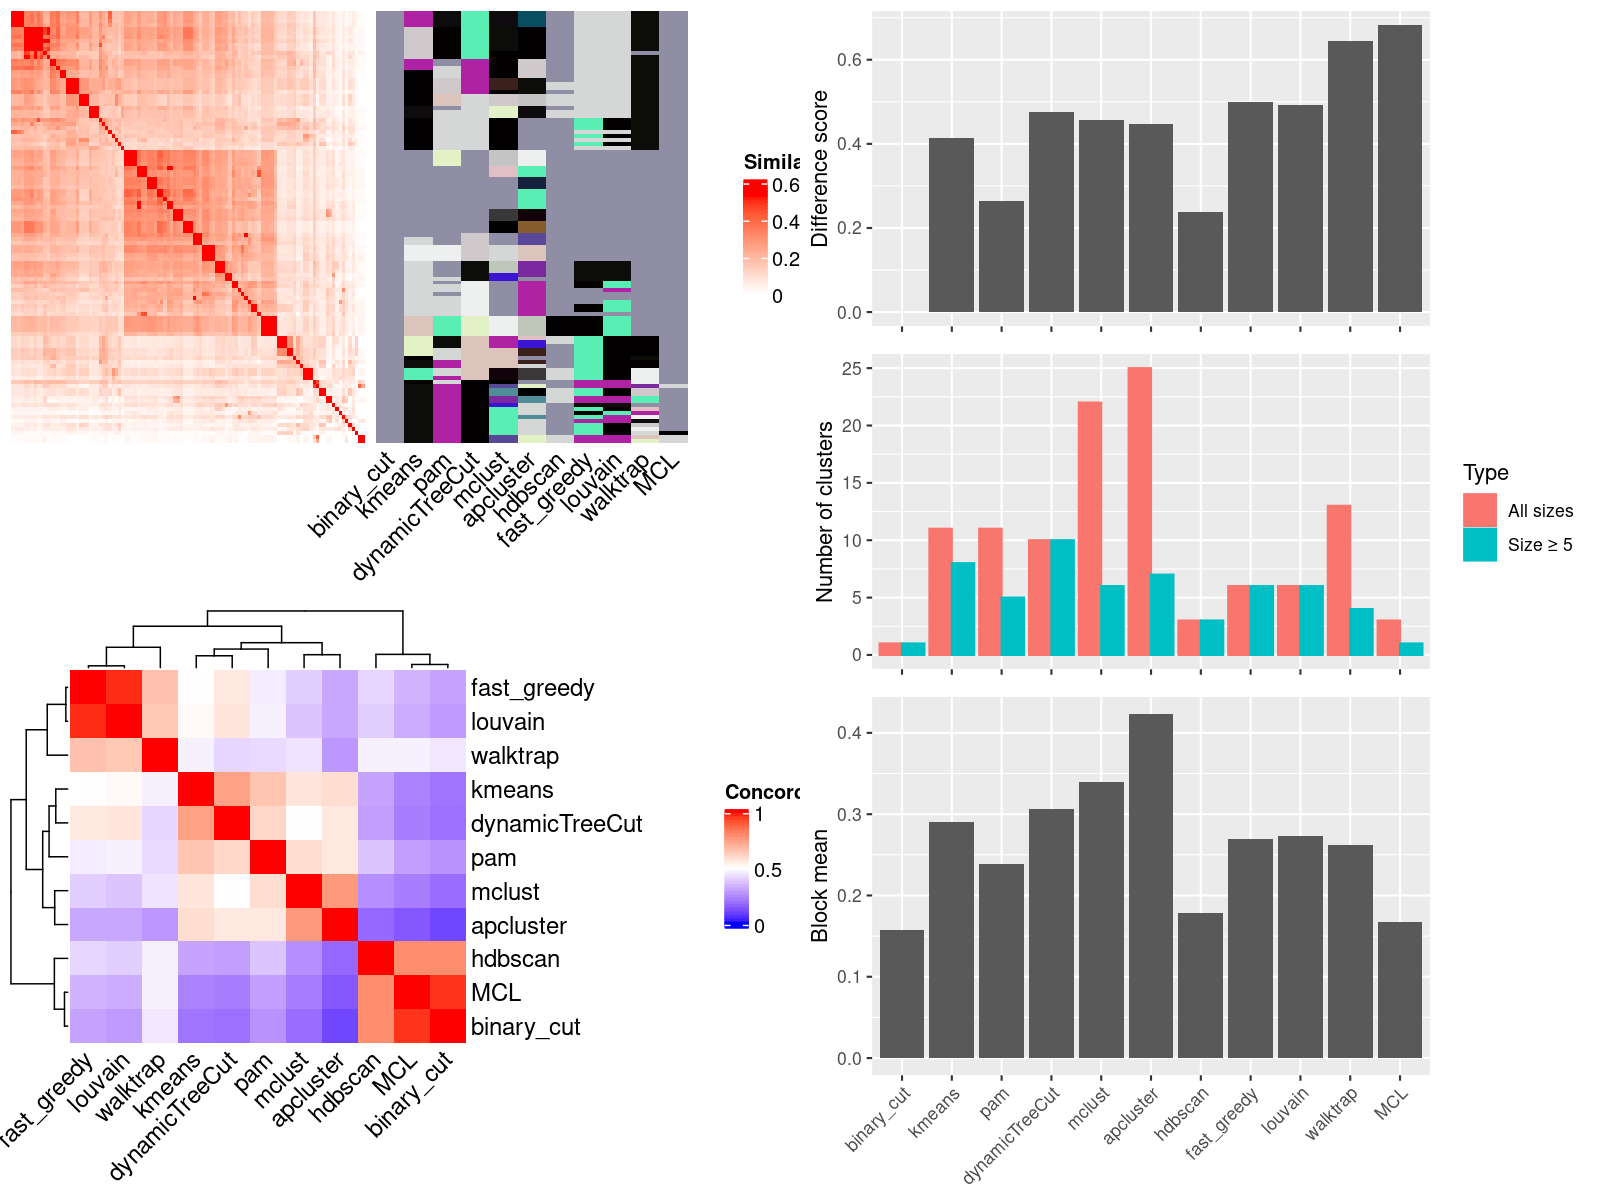 Simila
0.6
0.4
0.2
0
binary_cut
kmeans
pam
dynamicTreeCut
mclust
apcluster
hdbscan
fast_greedy
louvain
walktrap
MCL
fast_greedy
louvain
walktrap
kmeans
dynamicTreeCut
pam
mclust
apcluster
hdbscan
MCL
binary_cut
fast_greedy
louvain
walktrap
kmeans
dynamicTreeCut
pam
mclust
apcluster
hdbscan
MCL
binary_cut
Concord
1
0.5
0
Difference score
0.6
0.4
0.2
0.0
Number of clusters
25
20
15
10
5
0
Type
All sizes
Size ≥ 5
Block mean
0.4
0.3
0.2
0.1
0.0
binary_cut
kmeans
pam
dynamicTreeCut
mclust
apcluster
hdbscan
fast_greedy
louvain
walktrap
MCL